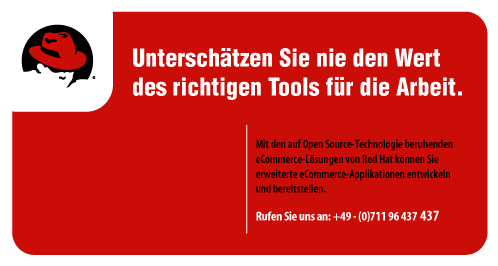 Unterschätzen Sie nie den Wert
des richtigen Tools für die Arbeit.
Mit den auf Open Source-Technologie beruhenden
eCommerce-Lösungen von Red Hat können Sie
erweiterte eCommerce-Applikationen entwickeln
und bereitstellen.
Rufen Sie uns an: +49 - (0)711 96 437 437